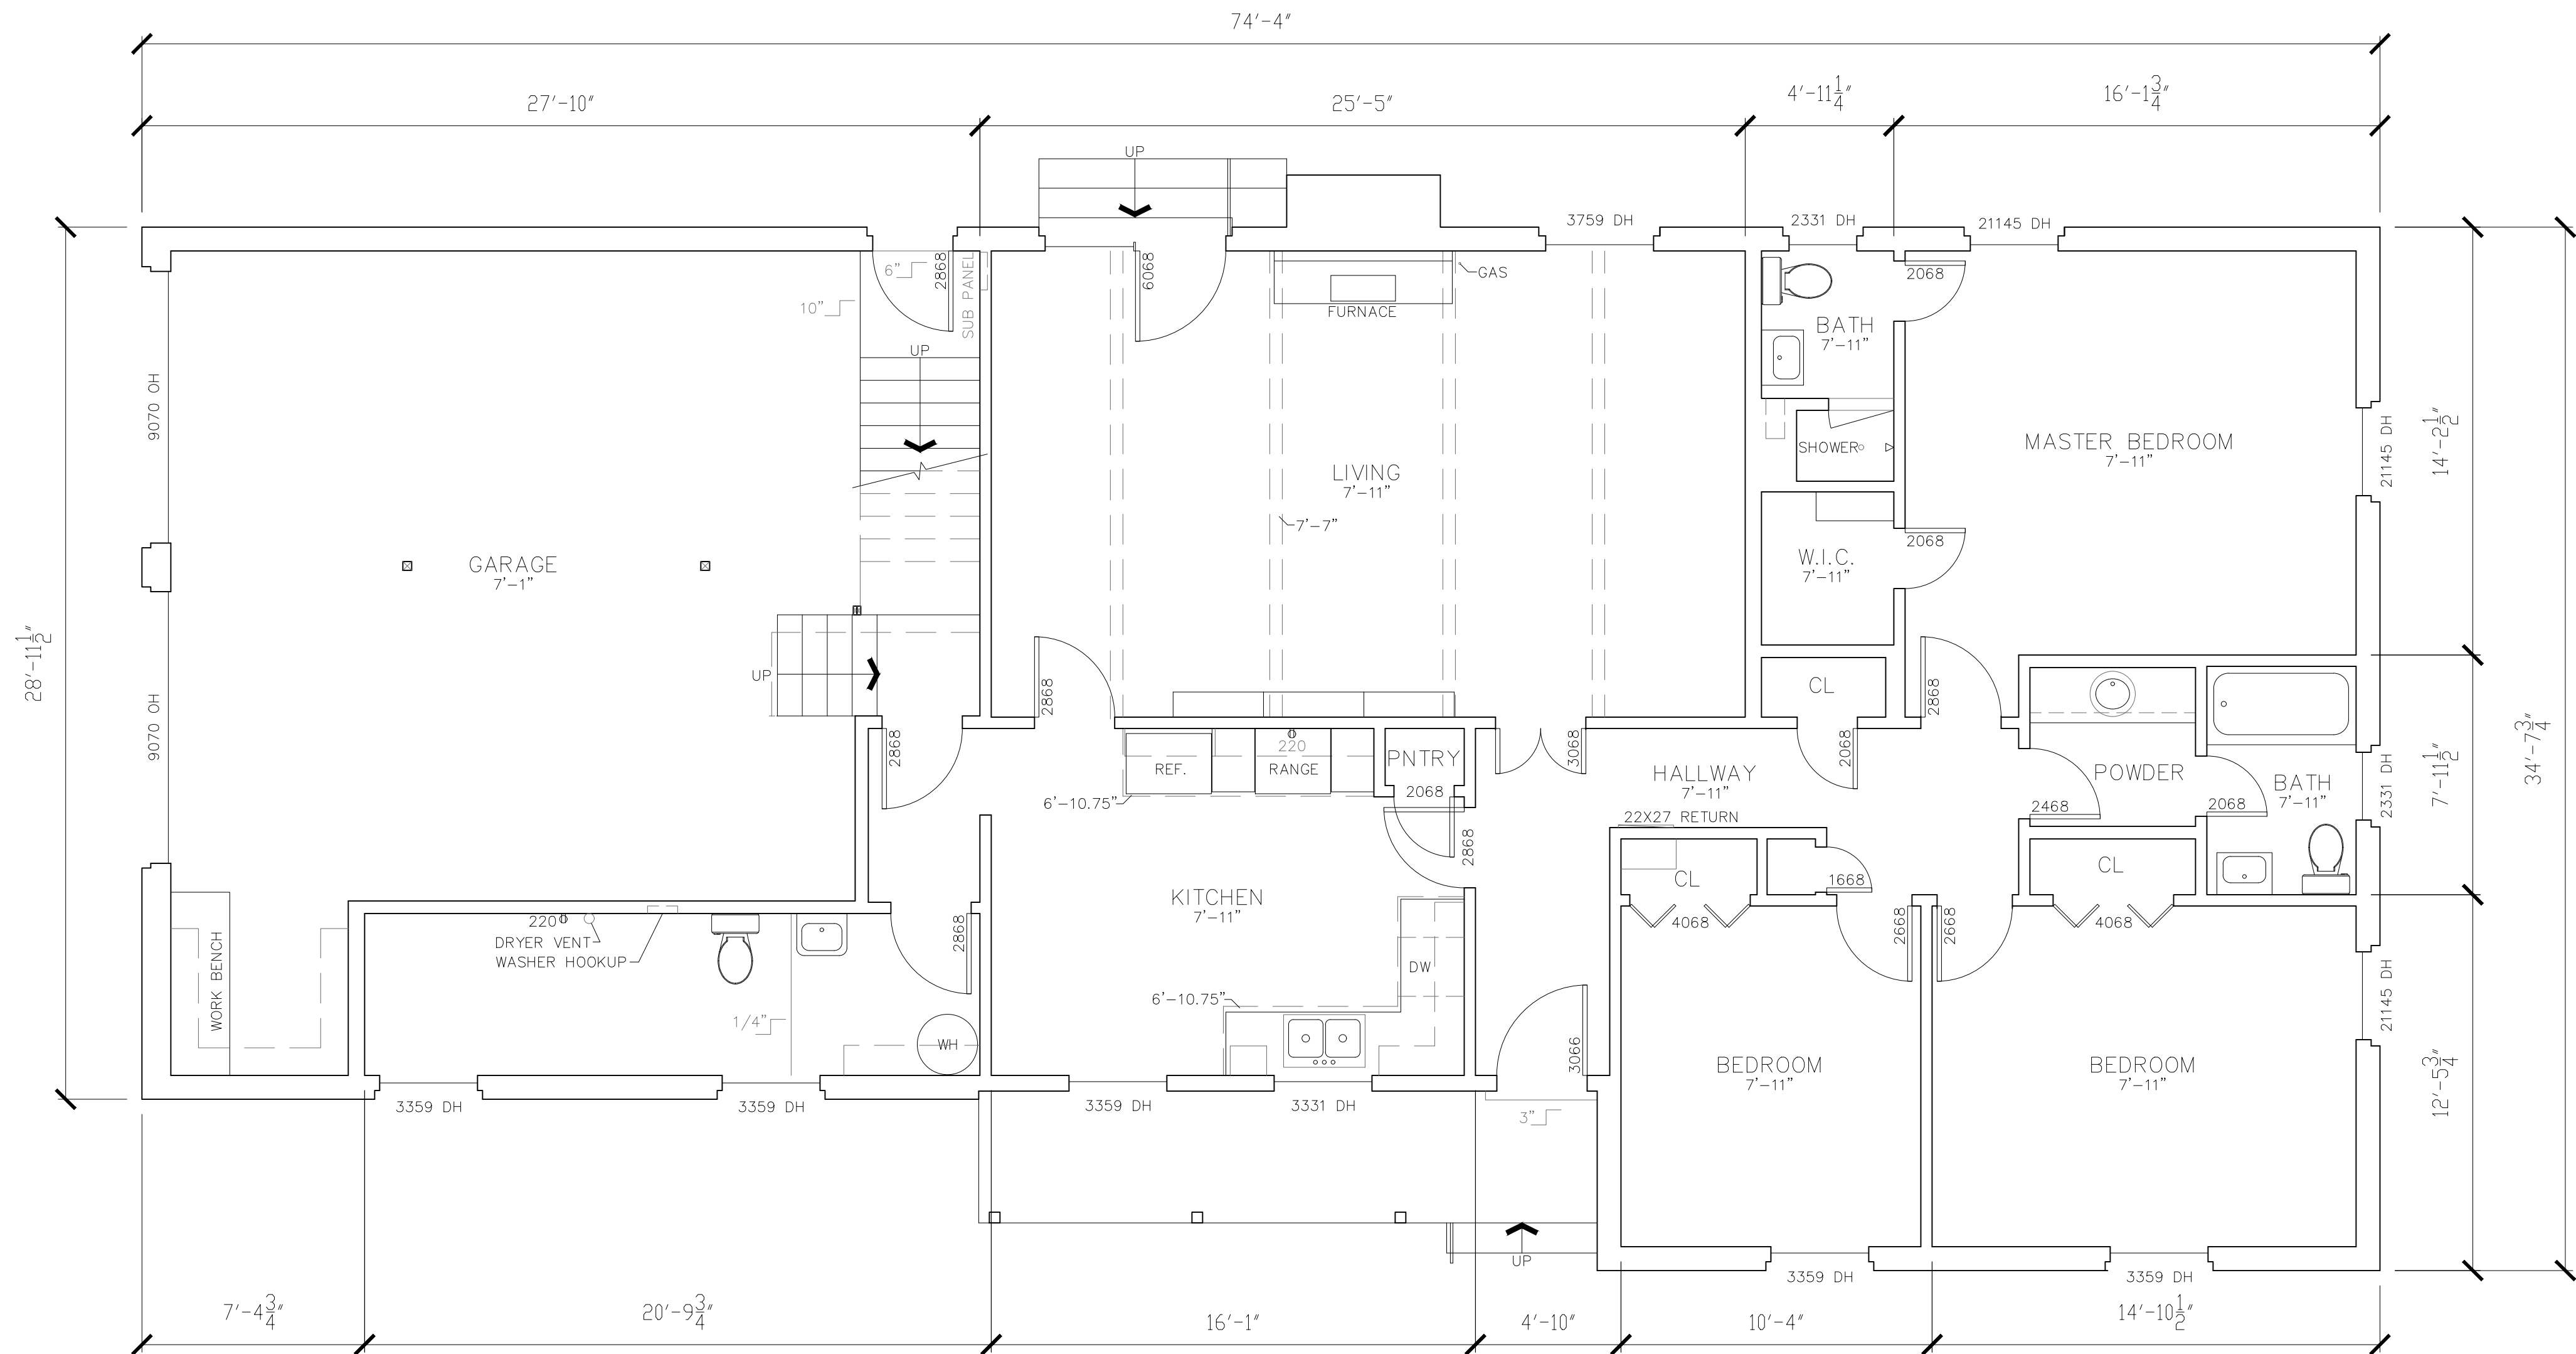 74'-4"
27'-10"
25'-5"
4'-11 1/4"
16'-1 3/4"
UP
3759 DH
2331 DH
21145 DH
6"
2868
SUB PANEL
6068
GAS
2068
10"
FURNACE
BATH
7'-11"
UP
9070 OH
SHOWER
MASTER BEDROOM
7'-11"
21145 DH
14'-2 1/2"
LIVING
7'-11"
7'-7"
2068
W.I.C.
7'-11"
GARAGE
7'-1"
28'-11 1/2"
UP
9070 OH
2868
CL
2868
2868
220
REF.
RANGE
PNTRY
3068
2068
HALLWAY
7'-11"
POWDER
BATH
7'-11"
2331 DH
7'-11 1/2"
34'-7 3/4"
6'-10.75"
2068
2468
2068
22X27 RETURN
2868
CL
1668
CL
KITCHEN
7'-11"
220
DRYER VENT
WASHER HOOKUP
2868
4068
2668
2668
4068
WORK BENCH
DW
21145 DH
6'-10.75"
1/4"
WH
3066
BEDROOM
7'-11"
BEDROOM
7'-11"
12'-5 3/4"
3359 DH
3359 DH
3359 DH
3331 DH
3"
UP
3359 DH
3359 DH
7'-4 3/4"
20'-9 3/4"
16'-1"
4'-10"
10'-4"
14'-10 1/2"